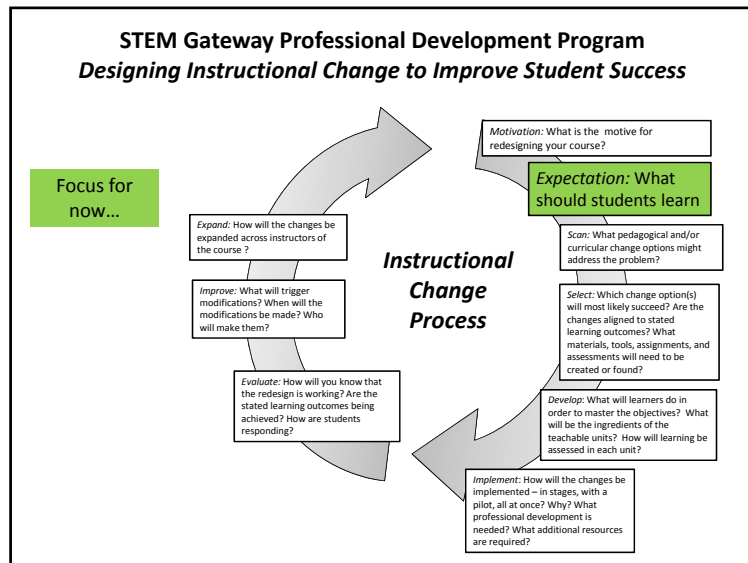 STEM Gateway Professional Development Program
Designing Instructional Change to Improve Student Success
Focus for
now…
Motivation: What is the motive for
redesigning your course?
Expectation: What
should students learn
Scan: What pedagogical and/or
curricular change options might
address the problem?
Select: Which change option(s)
will most likely succeed? Are the
changes aligned to stated
learning outcomes? What
materials, tools, assignments, and
assessments will need to be
created or found?
Develop: What will learners do in
order to master the objectives? What
will be the ingredients of the
teachable units? How will learning be
assessed in each unit?
Implement: How will the changes be
implemented – in stages, with a
pilot, all at once? Why? What
professional development is
needed? What additional resources
are required?
Evaluate: How will you know that
the redesign is working? Are the
stated learning outcomes being
achieved? How are students
responding?
Improve: What will trigger
modifications? When will the
modifications be made? Who
will make them?
Expand: How will the changes be
expanded across instructors of
the course ?
Instructional
Change
Process